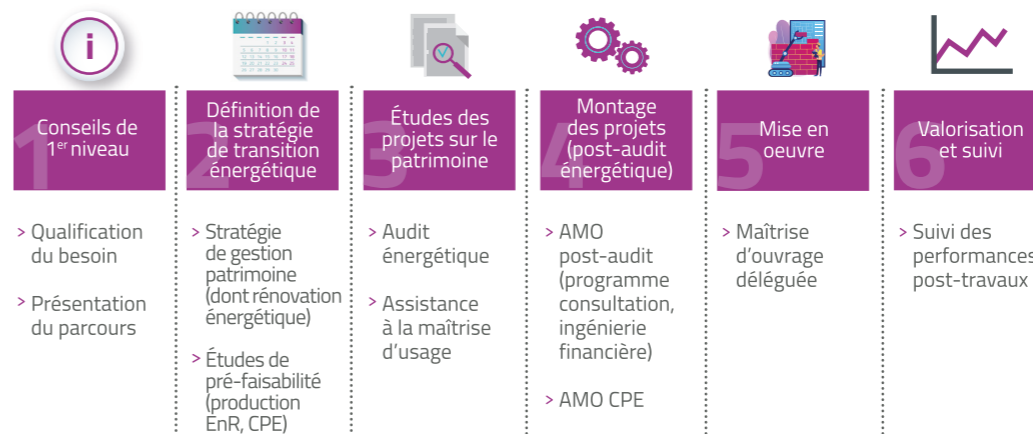 i
1
Conseils de
1er niveau
> Qualification
du besoin
> Présentation
du parcours
2
Définition de
la stratégie
de transition
énergétique
> Stratégie
de gestion
patrimoine
(dont rénovation
énergétique)
> Études de
pré-faisabilité
(production
EnR, CPE)
3
Études des
projets sur le
patrimoine
> Audit
énergétique
> Assistance
à la maîtrise
d'usage
4
Montage
des projets
(post-audit
énergétique)
> AMO
post-audit
(programme
consultation,
ingénierie
financière)
> AMO CPE
5
Mise en
oeuvre
> Maîtrise
d'ouvrage
déléguée
6
Valorisation
et suivi
> Suivi des
performances
post-travaux